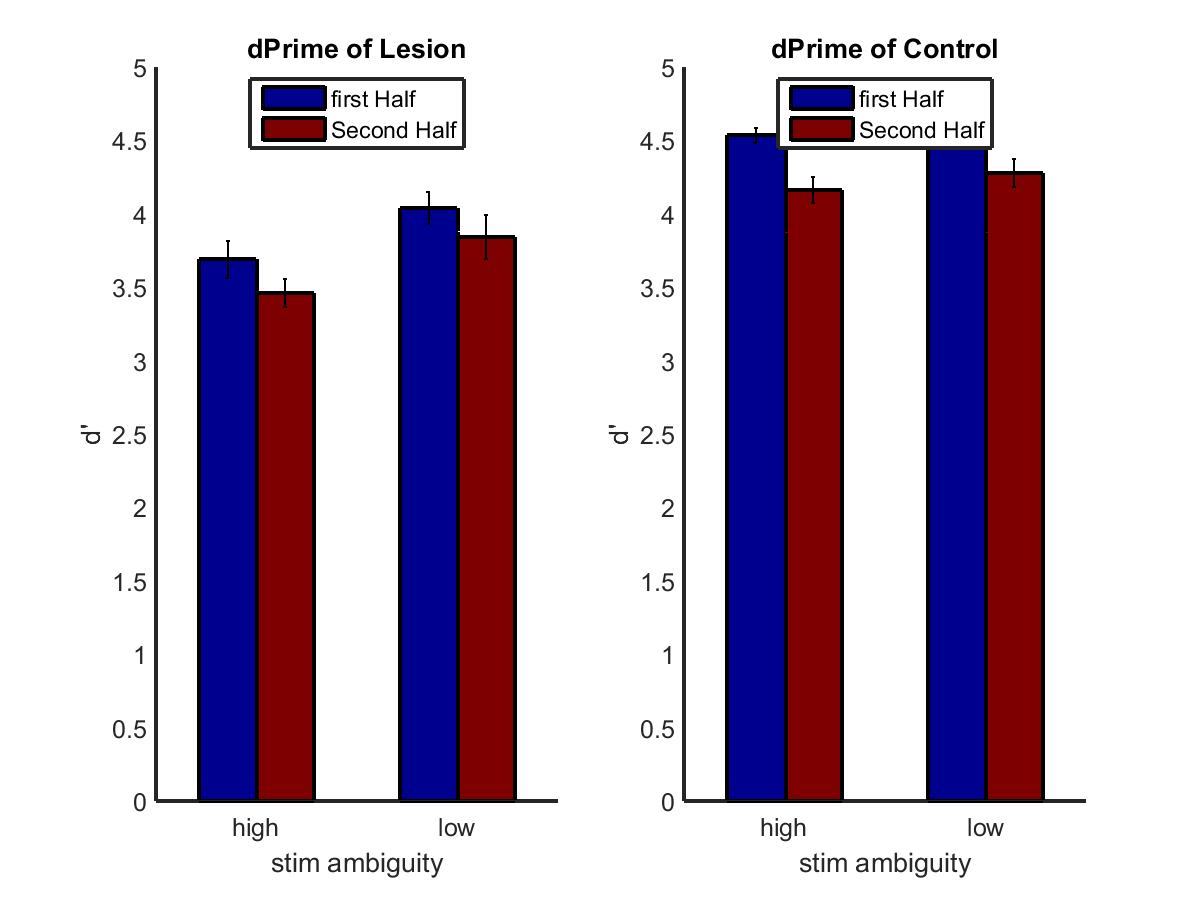 dPrime of Lesion
first Half
Second Half
5
4.5
4
3.5
3
2.5
2
1.5
1
0.5
0
d'
high low
stim ambiguity
dPrime of Control
first Half
Second Half
5
4.5
4
3.5
3
2.5
2
1.5
1
0.5
0
d'
high low
stim ambiguity